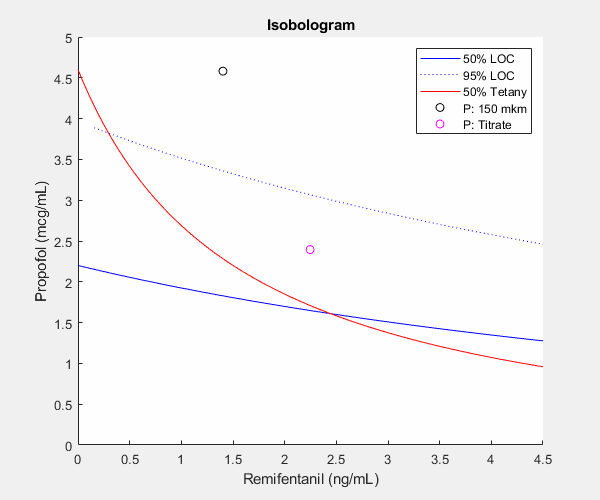 Isobologram
50% LOC
95% LOC
50% Tetany
P: 150 mkm
P: Titrate
5
4.5
4
3.5
3
2.5
2
1.5
1
0.5
0
Propofol (mcg/mL)
0 0.5 1 1.5 2 2.5 3 3.5 4 4.5
Remifentanil (ng/mL)